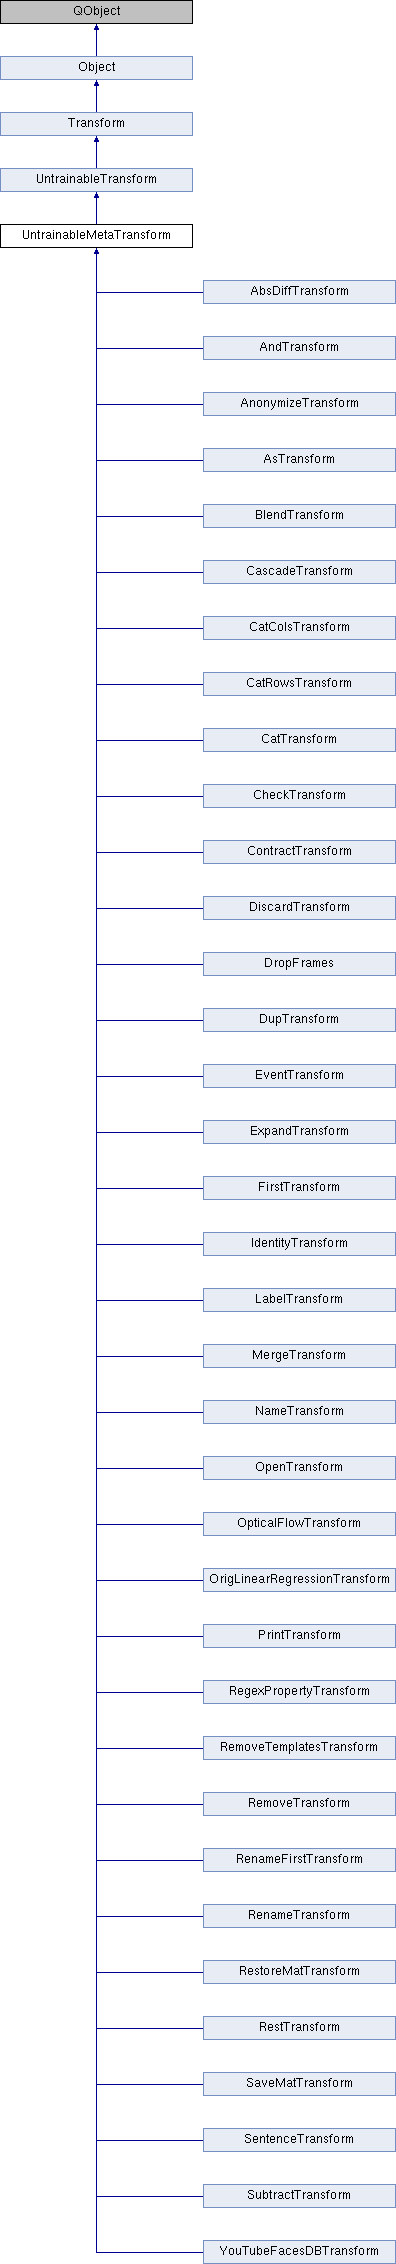 QObject
Object
Transform
UntrainableTransform
UntrainableMetaTransform
AbsDiffTransform
AndTransform
AnonymizeTransform
AsTransform
BlendTransform
CascadeTransform
CatColsTransform
CatRowsTransform
CatTransform
CheckTransform
ContractTransform
DiscardTransform
DropFrames
DupTransform
EventTransform
ExpandTransform
FirstTransform
IdentityTransform
LabelTransform
MergeTransform
NameTransform
OpenTransform
OpticalFlowTransform
OrigLinearRegressionTransform
PrintTransform
RegexPropertyTransform
RemoveTemplatesTransform
RemoveTransform
RenameFirstTransform
RenameTransform
RestoreMatTransform
RestTransform
SaveMatTransform
SentenceTransform
SubtractTransform
YouTubeFacesDBTransform